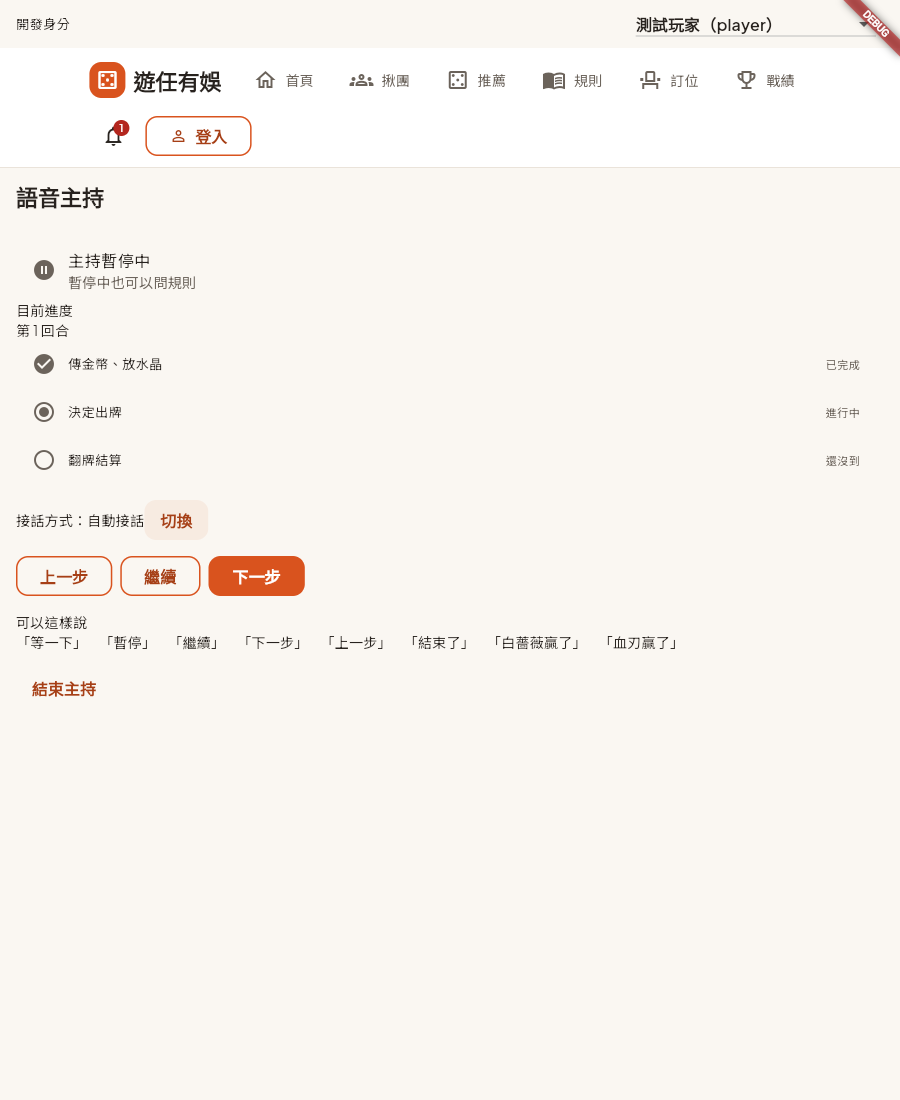 開發身分
測試玩家（player）
DEBUG
遊任有娛
首頁
揪團
推薦
規則
訂位
戰績
1
登入
語音主持
主持暫停中
暫停中也可以問規則
目前進度
第1回合
傳金幣、放水晶
已完成
決定出牌
進行中
翻牌結算
還沒到
接話方式：自動接話
切換
上一步
繼續
下一步
可以這樣說
「等一下」 「暫停」 「繼續」 「下一步」 「上一步」 「結束了」 「白薔薇贏了」 「血刃贏了」
結束主持